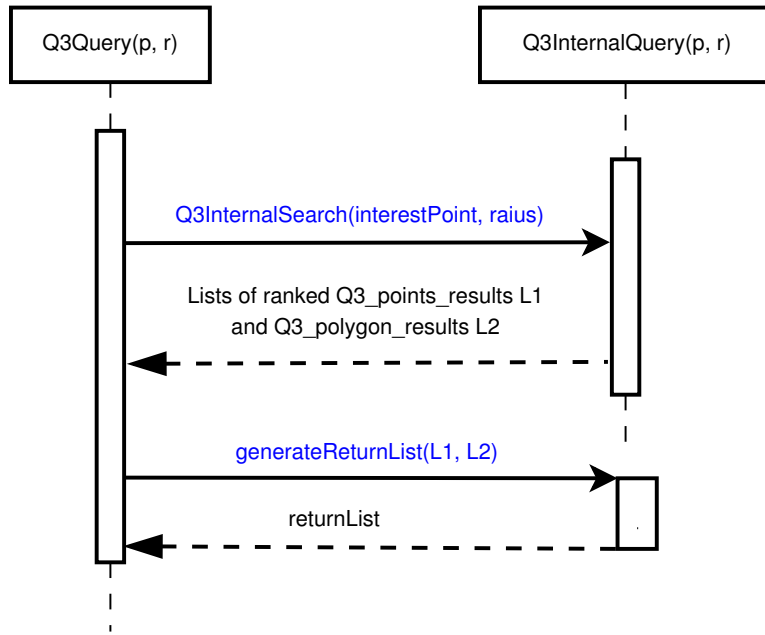 Q3Query(p, r)
Q3InternalQuery(p, r)
Q3InternalSearch(interestPoint, raius)
Lists of ranked Q3_points_results L1
and Q3_polygon_results L2
generateReturnList(L1, L2)
returnList